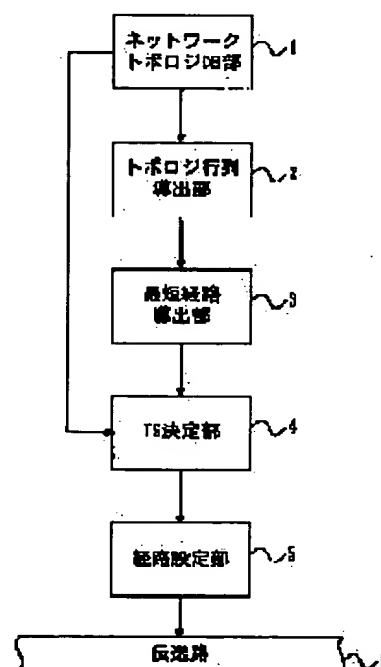 ネットワーク
トポロジDB部
1
トポロジ行列
導出部
2
最短経路
導出部
3
TS決定部
4
経路設定部
5
伝送路